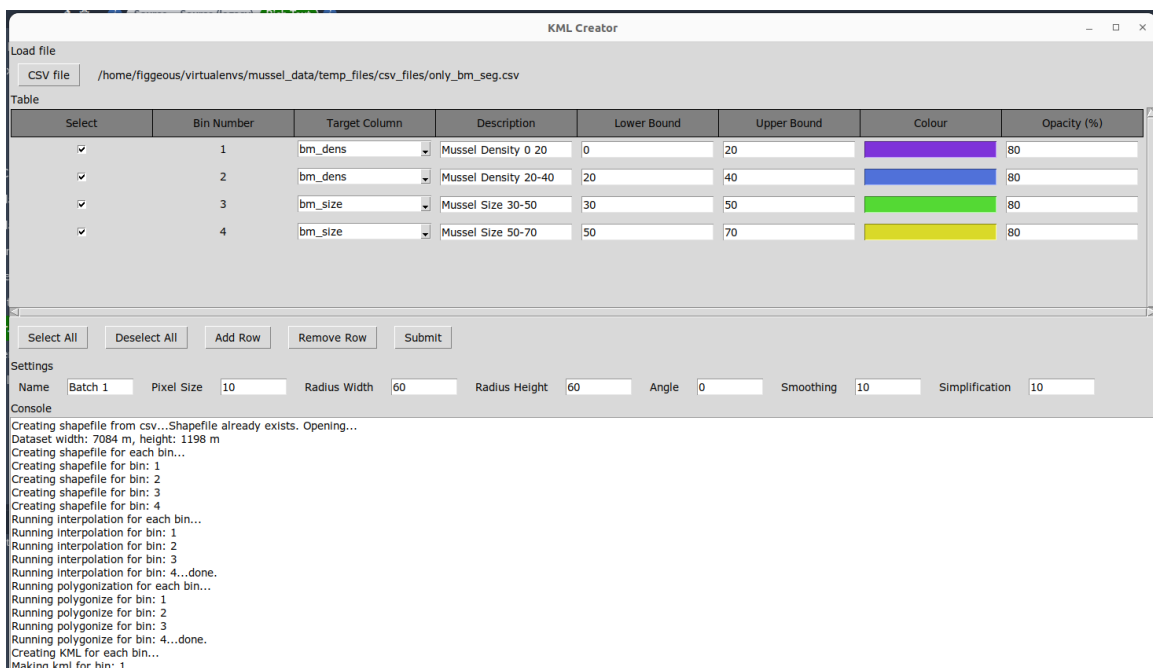 KML Creator
Load file
CSV file /home/figgeous/virtualenvs/mussel_data/temp_files/csv_files/only_bm_seg.csv
Table
Select Bin Number Target Column Description Lower Bound Upper Bound Colour Opacity (%)
1 bm_dens Mussel Density 0 20 0 20 80
2 bm_dens Mussel Density 20-40 20 40 80
3 bm_size Mussel Size 30-50 30 50 80
4 bm_size Mussel Size 50-70 50 70 80
Select All Deselect All Add Row Remove Row Submit
Settings
Name Batch 1 Pixel Size 10 Radius Width 60 Radius Height 60 Angle 0 Smoothing 10 Simplification 10
Console
Creating shapefile from csv...Shapefile already exists. Opening...
Dataset width: 7084 m, height: 1198 m
Creating shapefile for each bin...
Creating shapefile for bin: 1
Creating shapefile for bin: 2
Creating shapefile for bin: 3
Creating shapefile for bin: 4
Running interpolation for each bin...
Running interpolation for bin: 1
Running interpolation for bin: 2
Running interpolation for bin: 3
Running interpolation for bin: 4...done.
Running polygonization for each bin...
Running polygonize for bin: 1
Running polygonize for bin: 2
Running polygonize for bin: 3
Running polygonize for bin: 4...done.
Creating KML for each bin...
Making kml for bin: 1